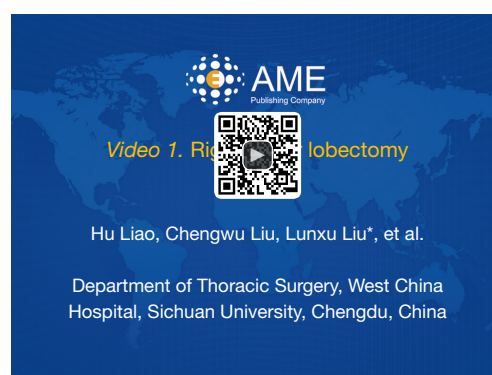 AME
Publishing Company
Video 1. lobectomy
Hu Liao, Chengwu Liu, Lunxu Liu*, et al.
Department of Thoracic Surgery, West China
Hospital, Sichuan University, Chengdu, China